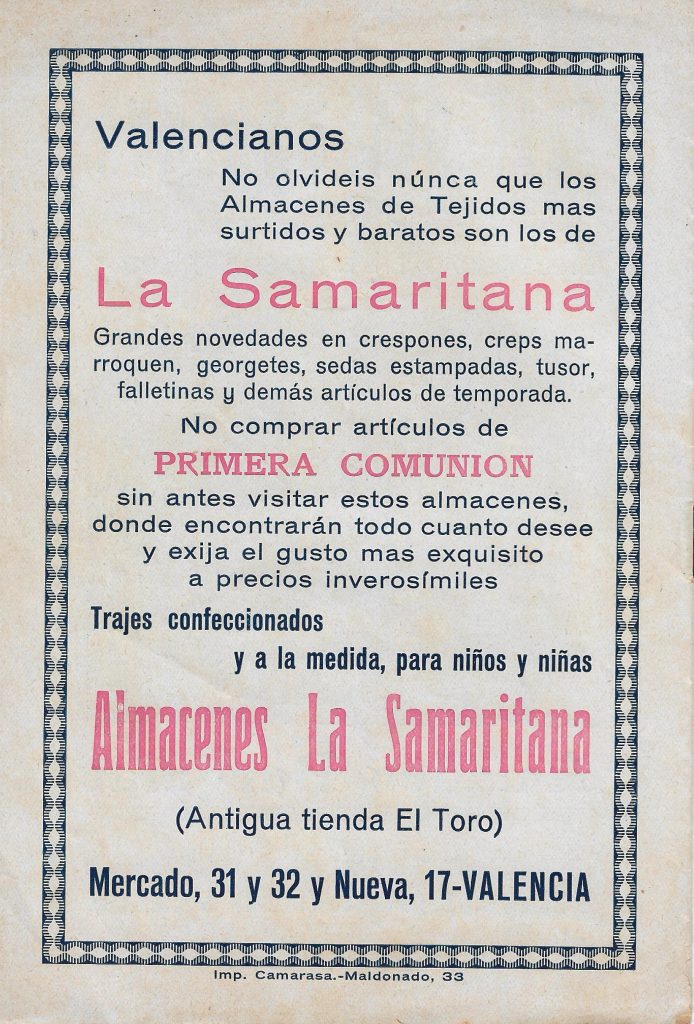 Valencianos
No olvideis núnca que los
Almacenes de Tejidos mas
surtidos y baratos son los de
La Samaritana
Grandes novedades en crespones, creps ma-
rroquen, georgetes, sedas estampadas, tusor,
falletinas y demás artículos de temporada.
No comprar artículos de
PRIMERA COMUNION
sin antes visitar estos almacenes,
donde encontrarán todo cuanto desee
y exija el gusto mas exquisito
a precios inverosímiles
Trajes confeccionados
y a la medida, para niños y niñas
Almacenes La Samaritana
(Antigua tienda El Toro)
Mercado, 31 y 32 y Nueva, 17-VALENCIA
Imp. Camarasa.-Maldonado, 33